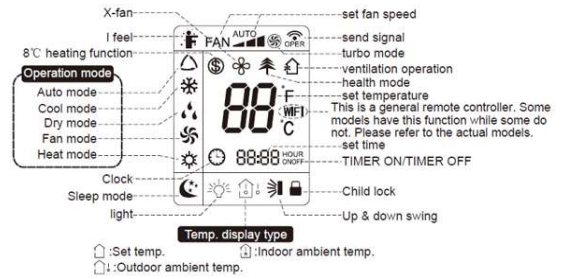 X-fan
set fan speed
I feel
FAN AUTO OPER
send signal
8℃ heating function
turbo mode
Operation mode
ventilation operation
Auto mode
health mode
Cool mode
88 °F WIFI °C
set temperature
This is a general remote controller. Some
models have this function while some do
not. Please refer to the actual models.
Dry mode
Fan mode
set time
Heat mode
88:88 HOUR
ONOFF
TIMER ON/TIMER OFF
Clock
Child lock
Sleep mode
light
Up & down swing
Temp. display type
:Set temp.
:Indoor ambient temp.
:Outdoor ambient temp.